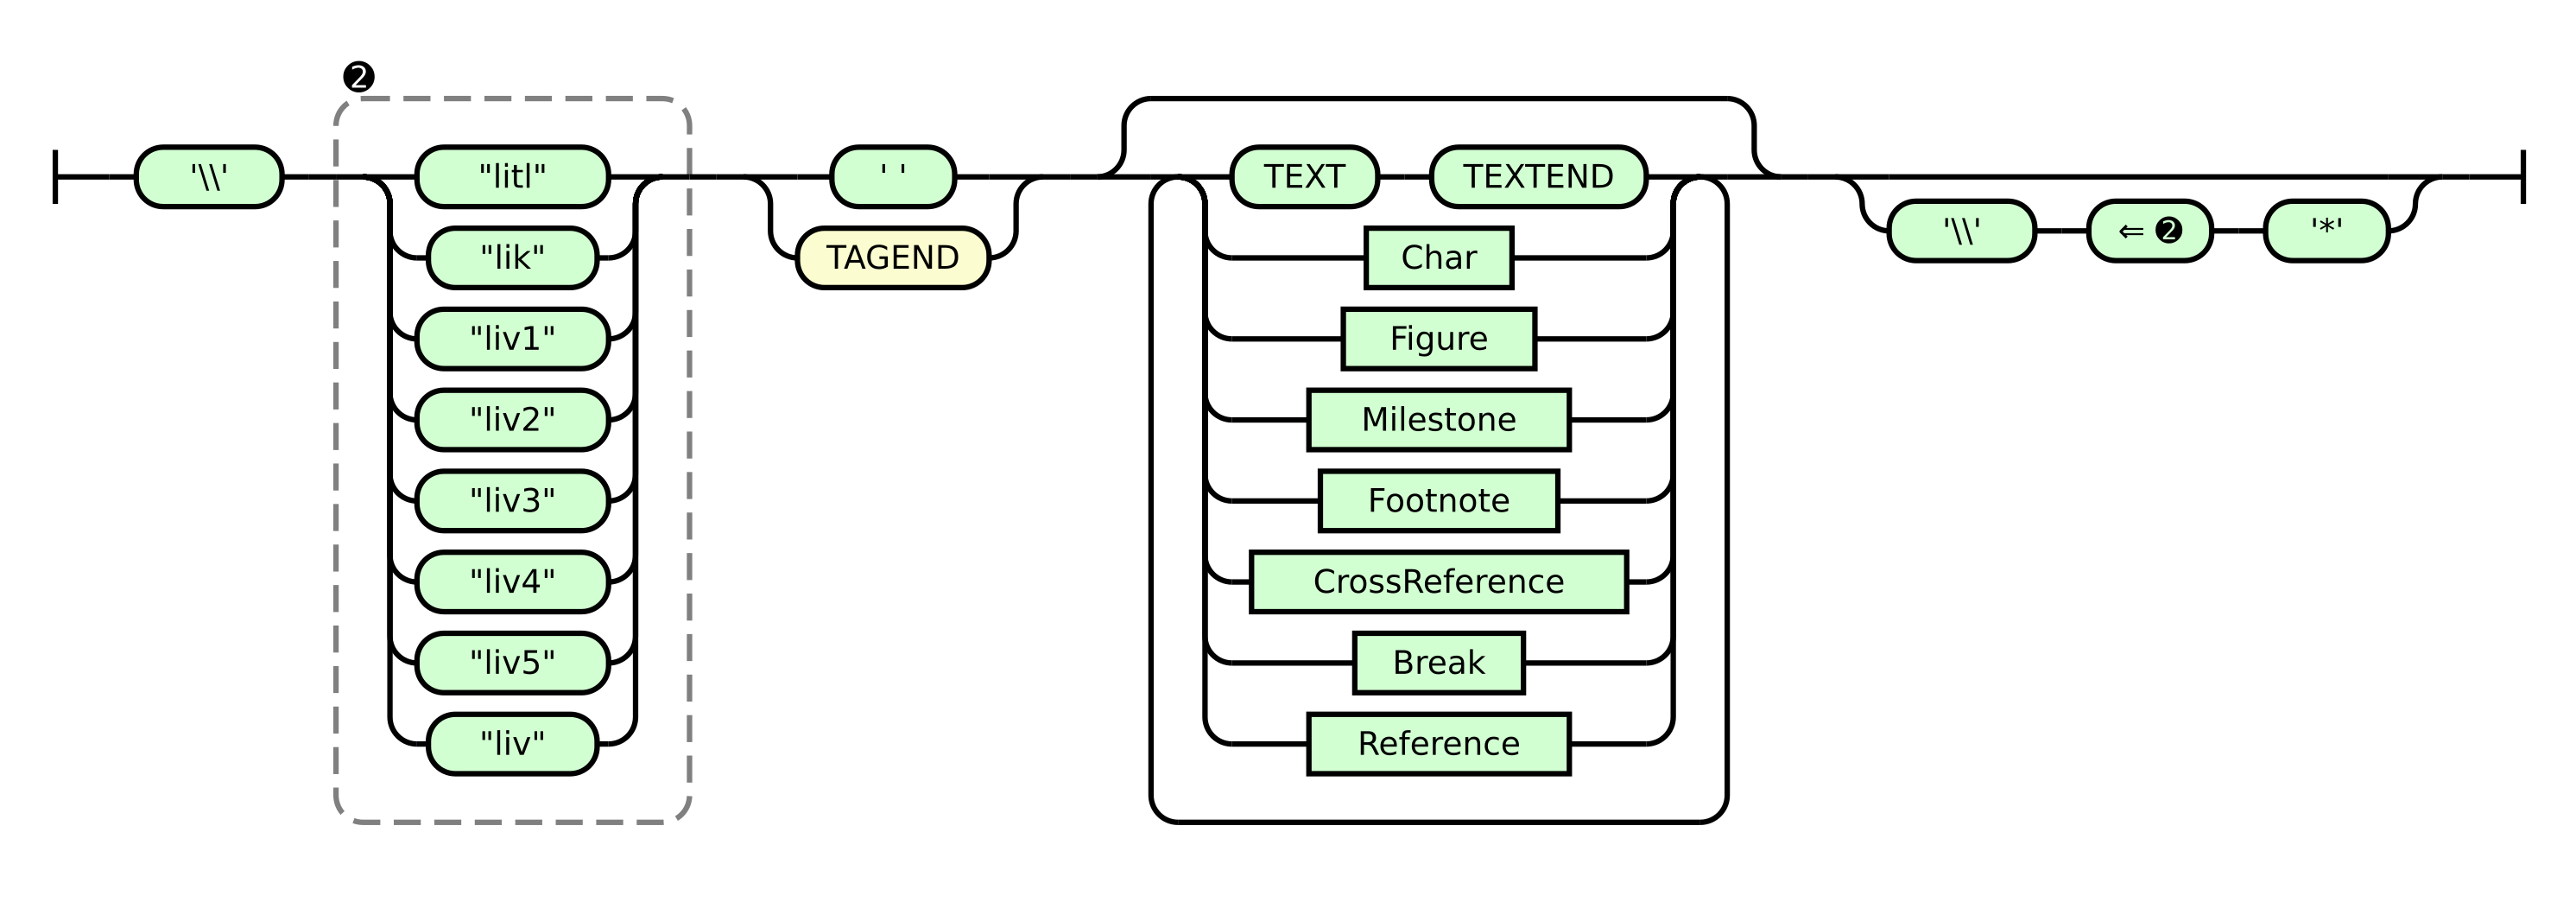 ❷
'\\' "litl" ' ' TEXT TEXTEND
"lik" TAGEND Char '\\' ⇐ ❷ '*'
"liv1" Figure
"liv2" Milestone
"liv3" Footnote
"liv4" CrossReference
"liv5" Break
"liv" Reference